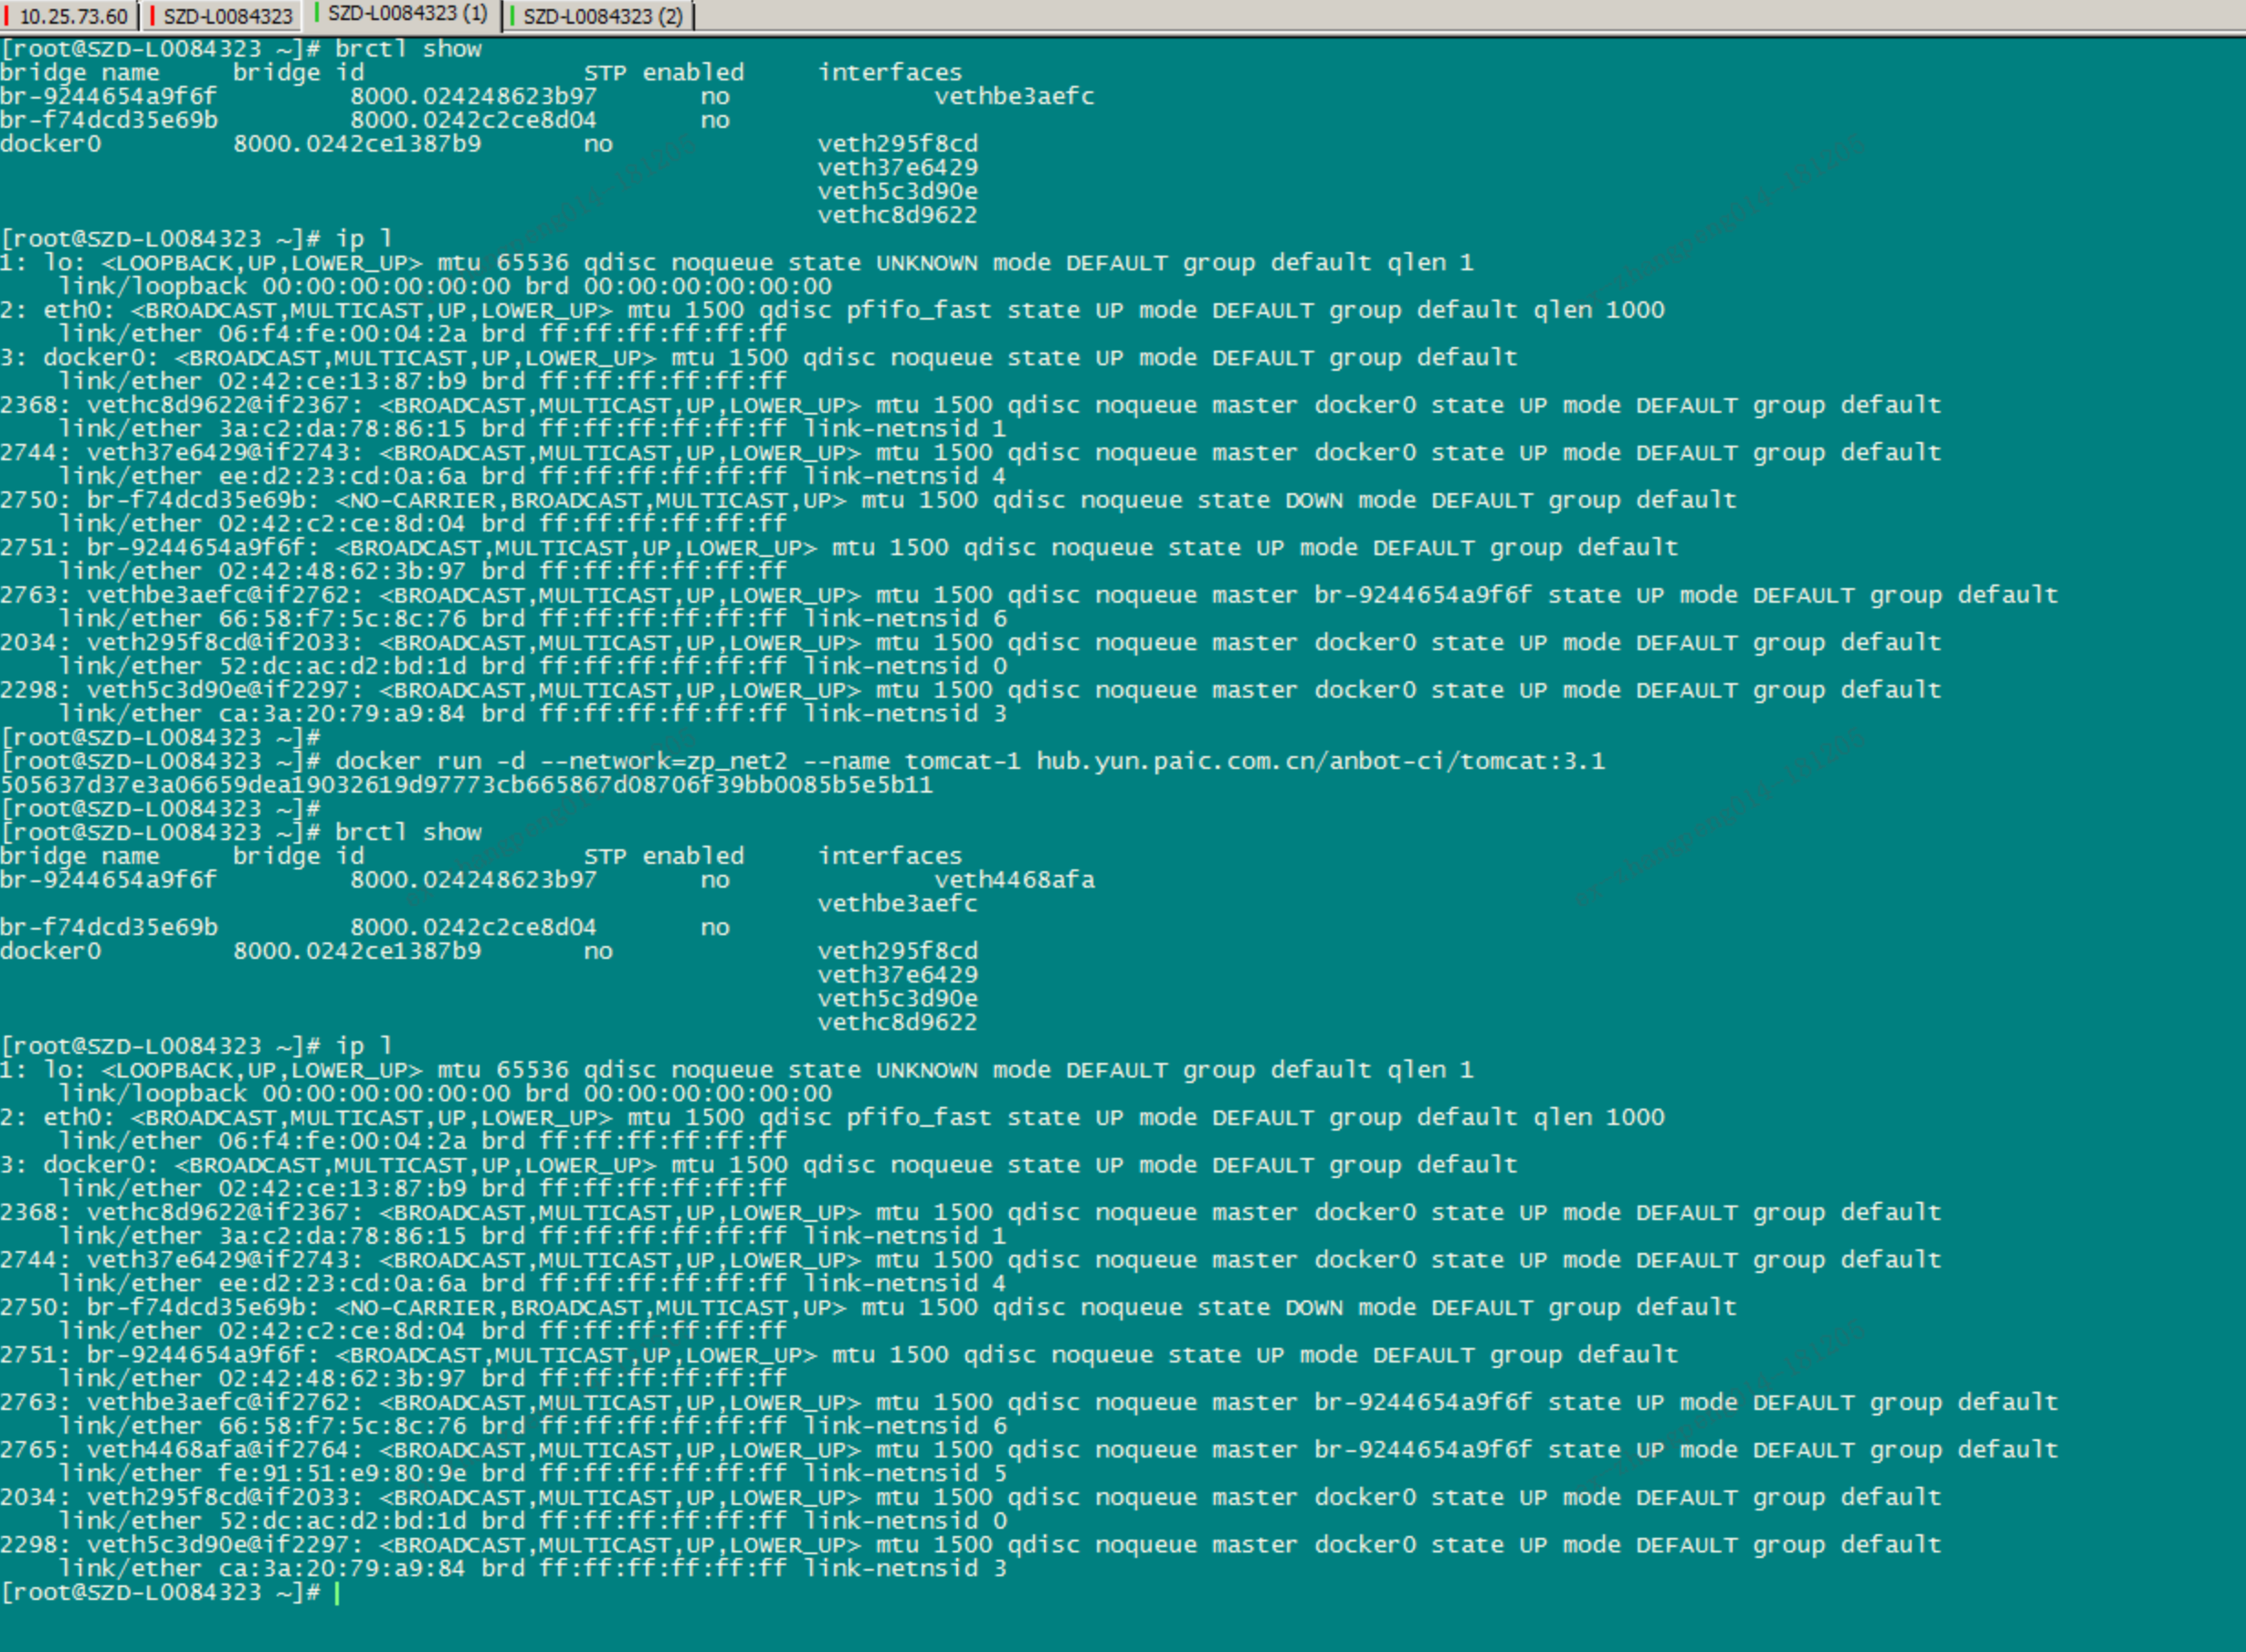 10.25.73.60 SZD-L0084323 SZD-L0084323 (1) SZD-L0084323 (2)
[root@SZD-L0084323 ~]# brctl show
bridge name bridge id STP enabled interfaces
br-9244654a9f6f 8000.024248623b97 no vethbe3aefc
br-f74dcd35e69b 8000.0242c2ce8d04 no
docker0 8000.0242ce1387b9 no veth295f8cd
veth37e6429
veth5c3d90e
vethc8d9622
[root@SZD-L0084323 ~]# ip l
1: lo: <LOOPBACK,UP,LOWER_UP> mtu 65536 qdisc noqueue state UNKNOWN mode DEFAULT group default qlen 1
link/loopback 00:00:00:00:00:00 brd 00:00:00:00:00:00
2: eth0: <BROADCAST,MULTICAST,UP,LOWER_UP> mtu 1500 qdisc pfifo_fast state UP mode DEFAULT group default qlen 1000
link/ether 06:f4:fe:00:04:2a brd ff:ff:ff:ff:ff:ff
3: docker0: <BROADCAST,MULTICAST,UP,LOWER_UP> mtu 1500 qdisc noqueue state UP mode DEFAULT group default
link/ether 02:42:ce:13:87:b9 brd ff:ff:ff:ff:ff:ff
2368: vethc8d9622@if2367: <BROADCAST,MULTICAST,UP,LOWER_UP> mtu 1500 qdisc noqueue master docker0 state UP mode DEFAULT group default
link/ether 3a:c2:da:78:86:15 brd ff:ff:ff:ff:ff:ff link-netnsid 1
2744: veth37e6429@if2743: <BROADCAST,MULTICAST,UP,LOWER_UP> mtu 1500 qdisc noqueue master docker0 state UP mode DEFAULT group default
link/ether ee:d2:23:cd:0a:6a brd ff:ff:ff:ff:ff:ff link-netnsid 4
2750: br-f74dcd35e69b: <NO-CARRIER,BROADCAST,MULTICAST,UP> mtu 1500 qdisc noqueue state DOWN mode DEFAULT group default
link/ether 02:42:c2:ce:8d:04 brd ff:ff:ff:ff:ff:ff
2751: br-9244654a9f6f: <BROADCAST,MULTICAST,UP,LOWER_UP> mtu 1500 qdisc noqueue state UP mode DEFAULT group default
link/ether 02:42:48:62:3b:97 brd ff:ff:ff:ff:ff:ff
2763: vethbe3aefc@if2762: <BROADCAST,MULTICAST,UP,LOWER_UP> mtu 1500 qdisc noqueue master br-9244654a9f6f state UP mode DEFAULT group default
link/ether 66:58:f7:5c:8c:76 brd ff:ff:ff:ff:ff:ff link-netnsid 6
2034: veth295f8cd@if2033: <BROADCAST,MULTICAST,UP,LOWER_UP> mtu 1500 qdisc noqueue master docker0 state UP mode DEFAULT group default
link/ether 52:dc:ac:d2:bd:1d brd ff:ff:ff:ff:ff:ff link-netnsid 0
2298: veth5c3d90e@if2297: <BROADCAST,MULTICAST,UP,LOWER_UP> mtu 1500 qdisc noqueue master docker0 state UP mode DEFAULT group default
link/ether ca:3a:20:79:a9:84 brd ff:ff:ff:ff:ff:ff link-netnsid 3
[root@SZD-L0084323 ~]#
[root@SZD-L0084323 ~]# docker run -d --network=zp_net2 --name tomcat-1 hub.yun.paic.com.cn/anbot-ci/tomcat:3.1
505637d37e3a06659dea19032619d97773cb665867d08706f39bb0085b5e5b11
[root@SZD-L0084323 ~]#
[root@SZD-L0084323 ~]# brctl show
bridge name bridge id STP enabled interfaces
br-9244654a9f6f 8000.024248623b97 no veth4468afa
vethbe3aefc
br-f74dcd35e69b 8000.0242c2ce8d04 no
docker0 8000.0242ce1387b9 no veth295f8cd
veth37e6429
veth5c3d90e
vethc8d9622
[root@SZD-L0084323 ~]# ip l
1: lo: <LOOPBACK,UP,LOWER_UP> mtu 65536 qdisc noqueue state UNKNOWN mode DEFAULT group default qlen 1
link/loopback 00:00:00:00:00:00 brd 00:00:00:00:00:00
2: eth0: <BROADCAST,MULTICAST,UP,LOWER_UP> mtu 1500 qdisc pfifo_fast state UP mode DEFAULT group default qlen 1000
link/ether 06:f4:fe:00:04:2a brd ff:ff:ff:ff:ff:ff
3: docker0: <BROADCAST,MULTICAST,UP,LOWER_UP> mtu 1500 qdisc noqueue state UP mode DEFAULT group default
link/ether 02:42:ce:13:87:b9 brd ff:ff:ff:ff:ff:ff
2368: vethc8d9622@if2367: <BROADCAST,MULTICAST,UP,LOWER_UP> mtu 1500 qdisc noqueue master docker0 state UP mode DEFAULT group default
link/ether 3a:c2:da:78:86:15 brd ff:ff:ff:ff:ff:ff link-netnsid 1
2744: veth37e6429@if2743: <BROADCAST,MULTICAST,UP,LOWER_UP> mtu 1500 qdisc noqueue master docker0 state UP mode DEFAULT group default
link/ether ee:d2:23:cd:0a:6a brd ff:ff:ff:ff:ff:ff link-netnsid 4
2750: br-f74dcd35e69b: <NO-CARRIER,BROADCAST,MULTICAST,UP> mtu 1500 qdisc noqueue state DOWN mode DEFAULT group default
link/ether 02:42:c2:ce:8d:04 brd ff:ff:ff:ff:ff:ff
2751: br-9244654a9f6f: <BROADCAST,MULTICAST,UP,LOWER_UP> mtu 1500 qdisc noqueue state UP mode DEFAULT group default
link/ether 02:42:48:62:3b:97 brd ff:ff:ff:ff:ff:ff
2763: vethbe3aefc@if2762: <BROADCAST,MULTICAST,UP,LOWER_UP> mtu 1500 qdisc noqueue master br-9244654a9f6f state UP mode DEFAULT group default
link/ether 66:58:f7:5c:8c:76 brd ff:ff:ff:ff:ff:ff link-netnsid 6
2765: veth4468afa@if2764: <BROADCAST,MULTICAST,UP,LOWER_UP> mtu 1500 qdisc noqueue master br-9244654a9f6f state UP mode DEFAULT group default
link/ether fe:91:51:e9:80:9e brd ff:ff:ff:ff:ff:ff link-netnsid 5
2034: veth295f8cd@if2033: <BROADCAST,MULTICAST,UP,LOWER_UP> mtu 1500 qdisc noqueue master docker0 state UP mode DEFAULT group default
link/ether 52:dc:ac:d2:bd:1d brd ff:ff:ff:ff:ff:ff link-netnsid 0
2298: veth5c3d90e@if2297: <BROADCAST,MULTICAST,UP,LOWER_UP> mtu 1500 qdisc noqueue master docker0 state UP mode DEFAULT group default
link/ether ca:3a:20:79:a9:84 brd ff:ff:ff:ff:ff:ff link-netnsid 3
[root@SZD-L0084323 ~]#